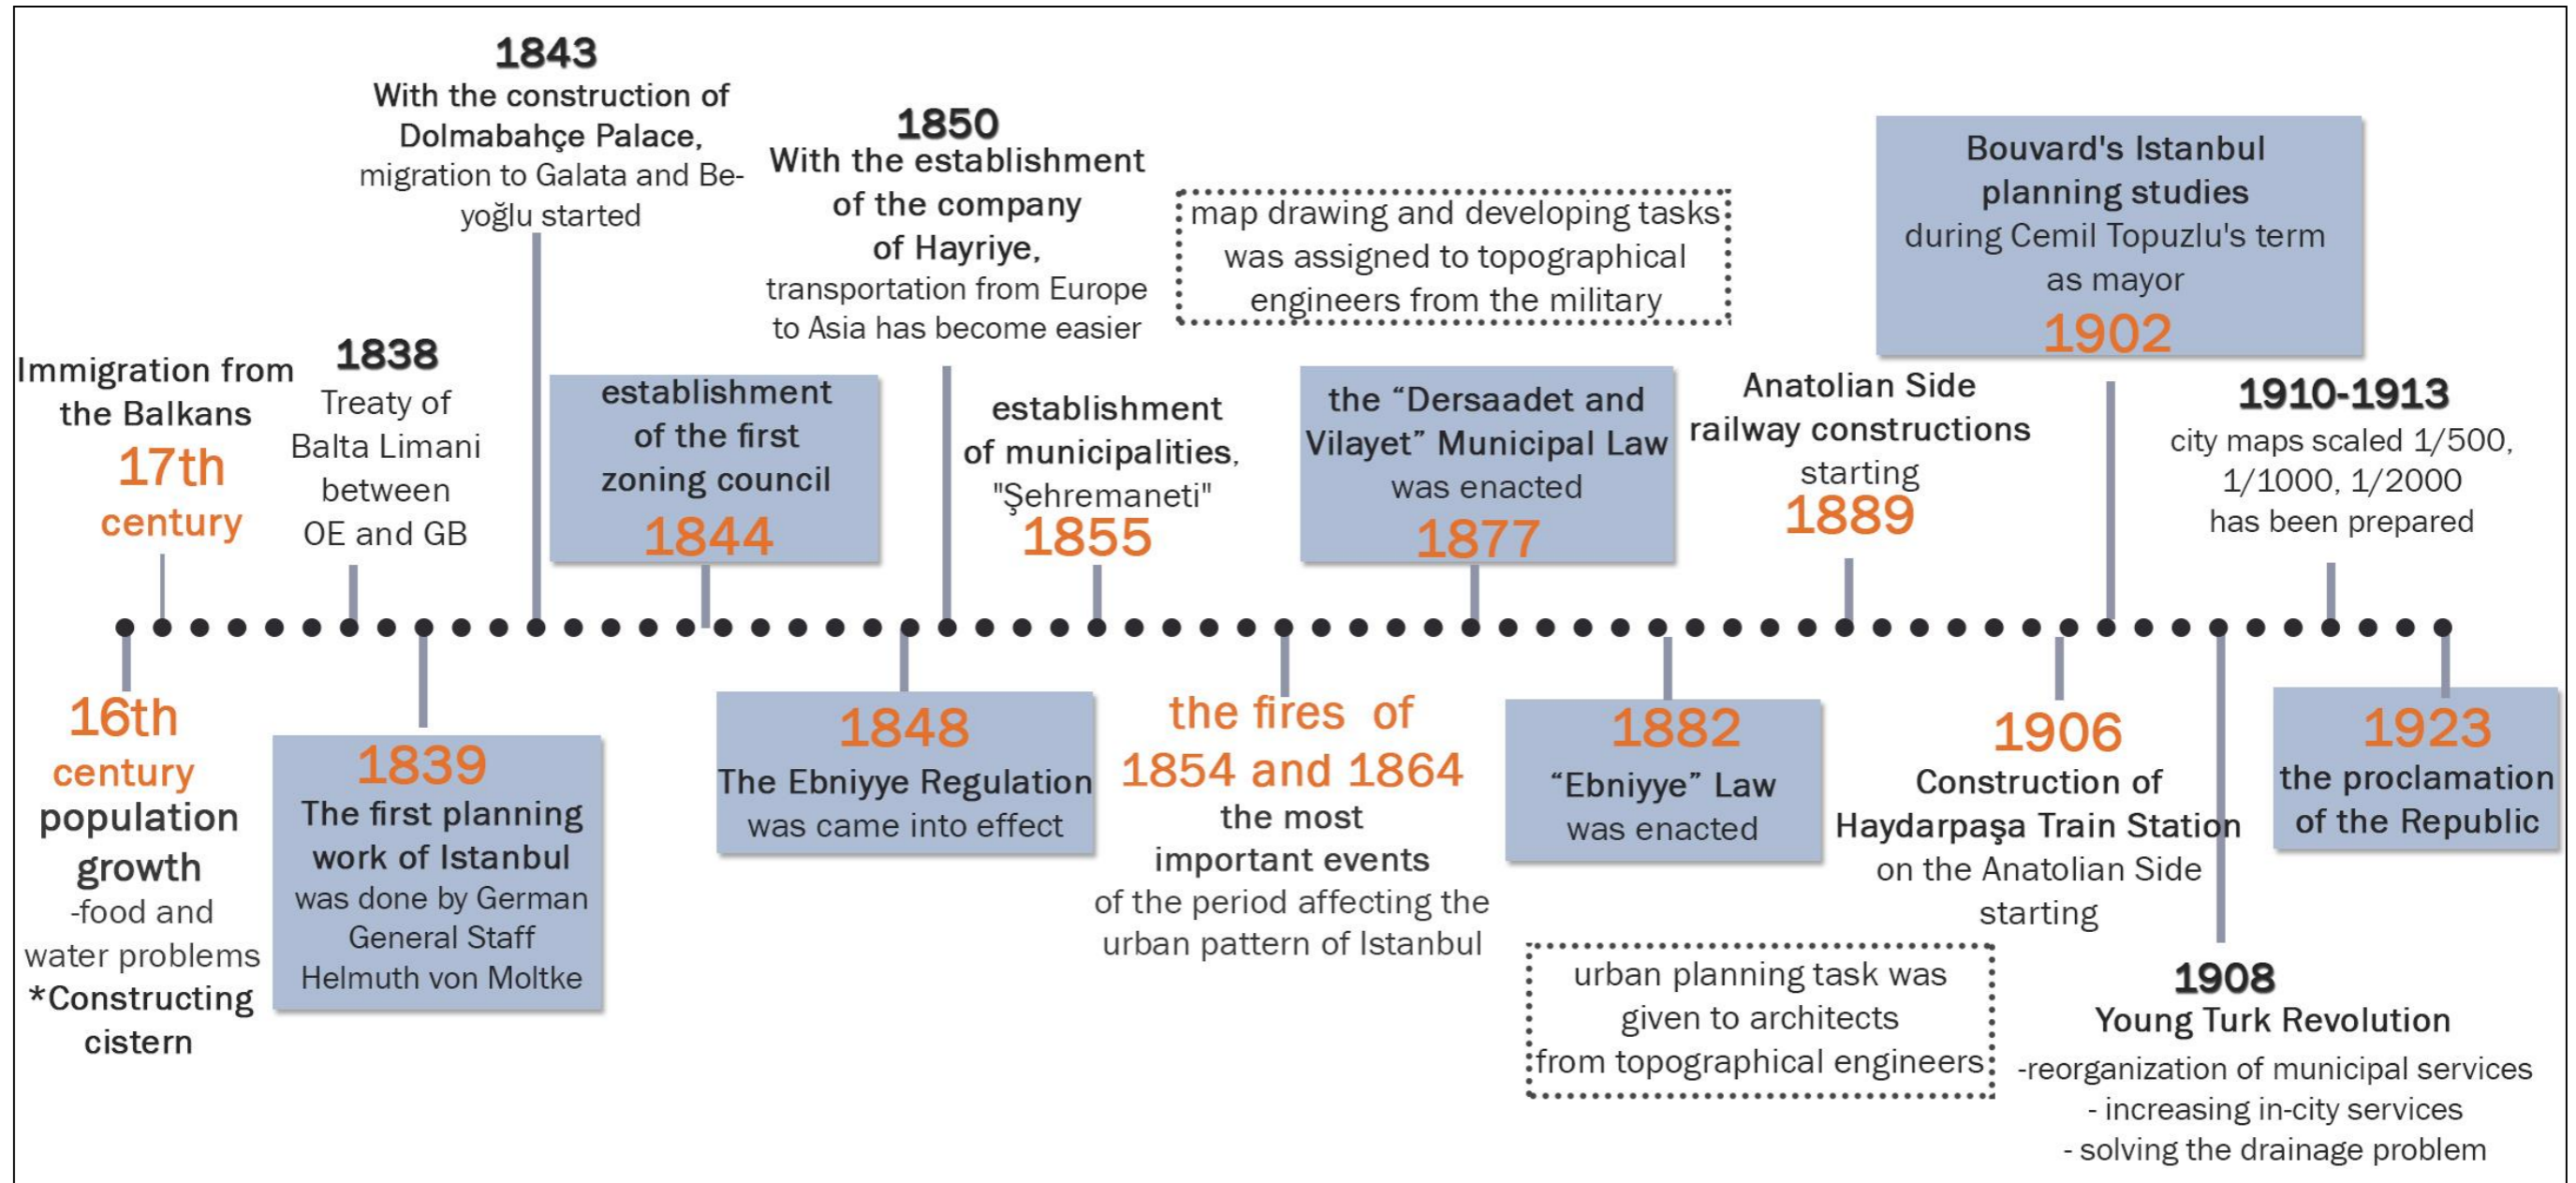 1843
With the construction of
Dolmabahçe Palace,
migration to Galata and Be-
yoğlu started
1850
With the establishment
of the company
of Hayriye,
transportation from Europe
to Asia has become easier
map drawing and developing tasks
was assigned to topographical
engineers from the military
Bouvard's Istanbul
planning studies
during Cemil Topuzlu's term
as mayor
1902
Immigration from
the Balkans
17th
century
1838
Treaty of
Balta Limani
between
OE and GB
establishment
of the first
zoning council
1844
establishment
of municipalities,
"Şehremaneti"
1855
the “Dersaadet and
Vilayet” Municipal Law
was enacted
1877
Anatolian Side
railway constructions
starting
1889
1910-1913
city maps scaled 1/500,
1/1000, 1/2000
has been prepared
16th
century
population
growth
-food and
water problems
*Constructing
cistern
1839
The first planning
work of Istanbul
was done by German
General Staff
Helmuth von Moltke
1848
The Ebniyye Regulation
was came into effect
the fires of
1854 and 1864
the most
important events
of the period affecting the
urban pattern of Istanbul
1882
“Ebniyye” Law
was enacted
urban planning task was
given to architects
from topographical engineers
1906
Construction of
Haydarpaşa Train Station
on the Anatolian Side
starting
1908
Young Turk Revolution
-reorganization of municipal services
- increasing in-city services
- solving the drainage problem
1923
the proclamation
of the Republic